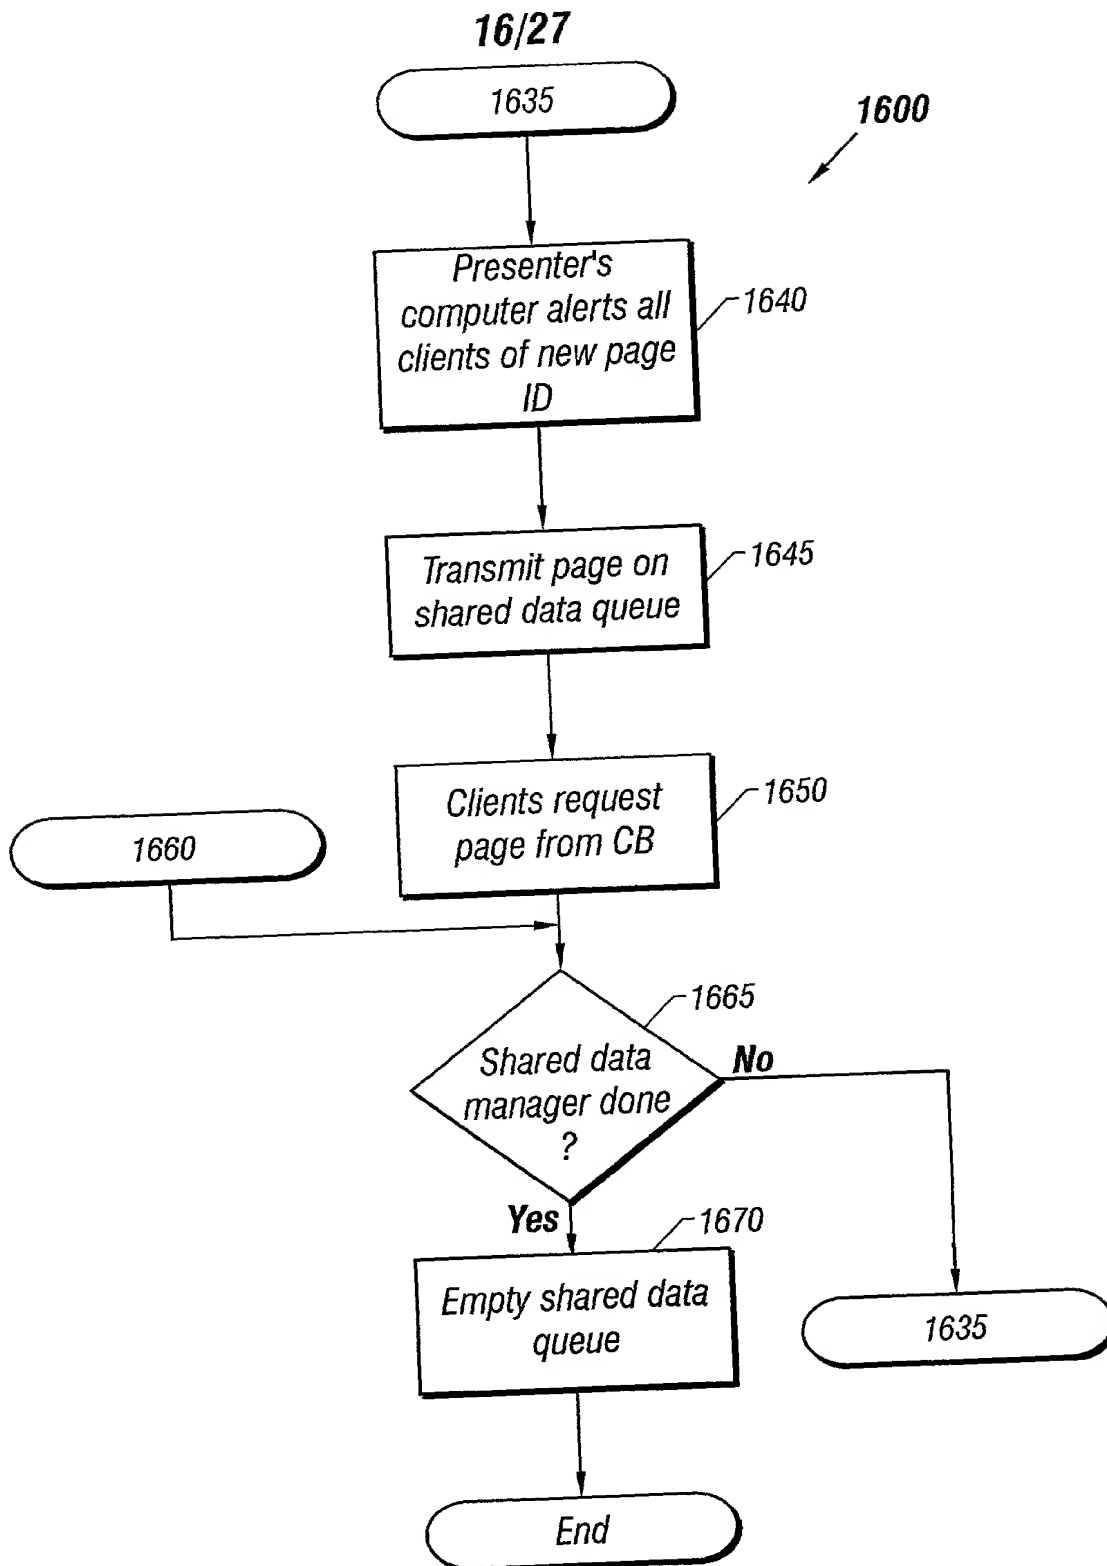 16/27
1635
1600
Presenter's
computer alerts all
clients of new page
ID
1640
Transmit page on
shared data queue
1645
Clients request
page from CB
1650
1660
1665
Shared data
manager done
?
No
Yes
1670
Empty shared data
queue
1635
End